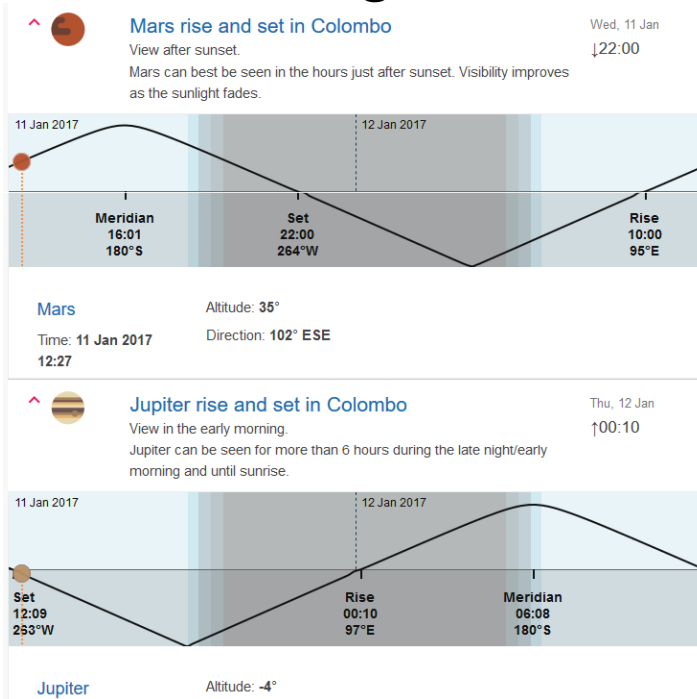 Mars rise and set in Colombo
Wed, 11 Jan
View after sunset.
↓22:00
Mars can best be seen in the hours just after sunset. Visibility improves
as the sunlight fades.
11 Jan 2017
12 Jan 2017
Meridian
16:01
180°S
Set
22:00
264°W
Rise
10:00
95°E
Mars
Time: 11 Jan 2017
12:27
Altitude: 35°
Direction: 102° ESE
Jupiter rise and set in Colombo
Thu, 12 Jan
View in the early morning.
↑00:10
Jupiter can be seen for more than 6 hours during the late night/early
morning and until sunrise.
11 Jan 2017
12 Jan 2017
Set
12:09
263°W
Rise
00:10
97°E
Meridian
06:08
180°S
Jupiter
Altitude: -4°